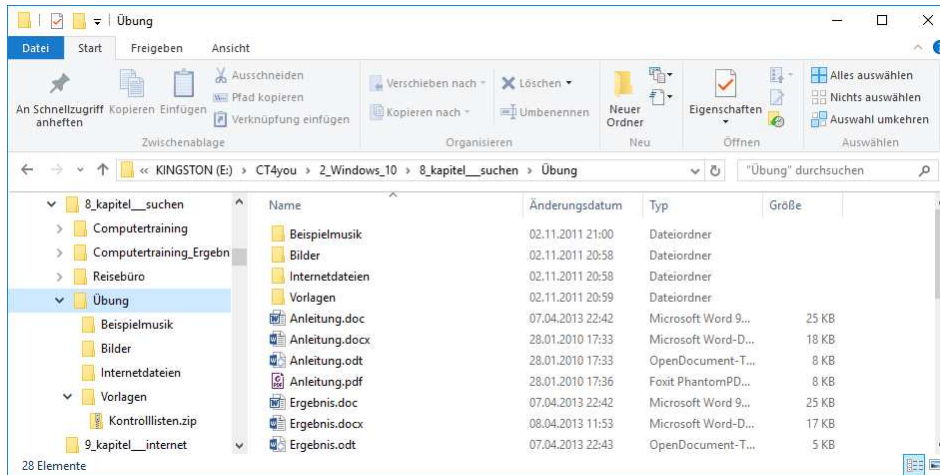 Übung
Datei Start Freigeben Ansicht
An Schnellzugriff anheften
Kopieren
Einfügen
Ausschneiden
Pfad kopieren
Verknüpfung einfügen
Zwischenablage
Verschieben nach
Kopieren nach
Löschen
Umbenennen
Organisieren
Neuer Ordner
Neu
Eigenschaften
Öffnen
Alles auswählen
Nichts auswählen
Auswahl umkehren
Auswählen
« KINGSTON (E:) > CT4you > 2_Windows_10 > 8_kapitel__suchen > Übung
"Übung" durchsuchen
8_kapitel__suchen
Computertraining
Computertraining_Ergebn
Reisebüro
Übung
Beispielmusik
Bilder
Internetdateien
Vorlagen
Kontrolllisten.zip
9_kapitel__internet
Name Änderungsdatum Typ Größe
Beispielmusik 02.11.2011 21:00 Dateiordner
Bilder 02.11.2011 20:58 Dateiordner
Internetdateien 02.11.2011 20:58 Dateiordner
Vorlagen 02.11.2011 20:59 Dateiordner
Anleitung.doc 07.04.2013 22:42 Microsoft Word 9... 25 KB
Anleitung.docx 28.01.2010 17:33 Microsoft Word-D... 18 KB
Anleitung.odt 28.01.2010 17:33 OpenDocument-T... 8 KB
Anleitung.pdf 28.01.2010 17:36 Foxit PhantomPD... 8 KB
Ergebnis.doc 07.04.2013 22:42 Microsoft Word 9... 25 KB
Ergebnis.docx 08.04.2013 11:53 Microsoft Word-D... 17 KB
Ergebnis.odt 07.04.2013 22:43 OpenDocument-T... 5 KB
28 Elemente